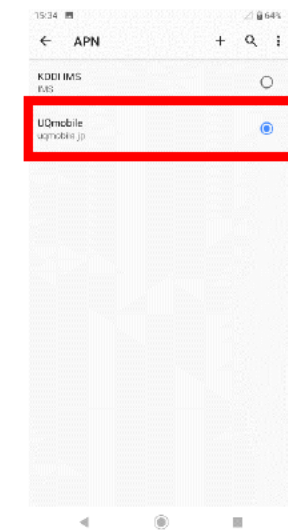 15:34 64%
APN
KDDI IMS
IMS
UQmobile
uqmobile.jp